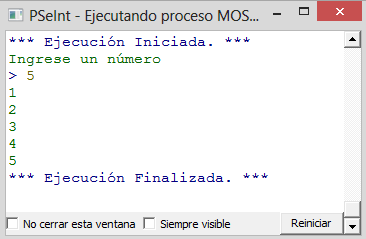 PSeInt - Ejecutando proceso MOS...
*** Ejecución Iniciada. ***
Ingrese un número
> 5
1
2
3
4
5
*** Ejecución Finalizada. ***
No cerrar esta ventana Siempre visible Reiniciar